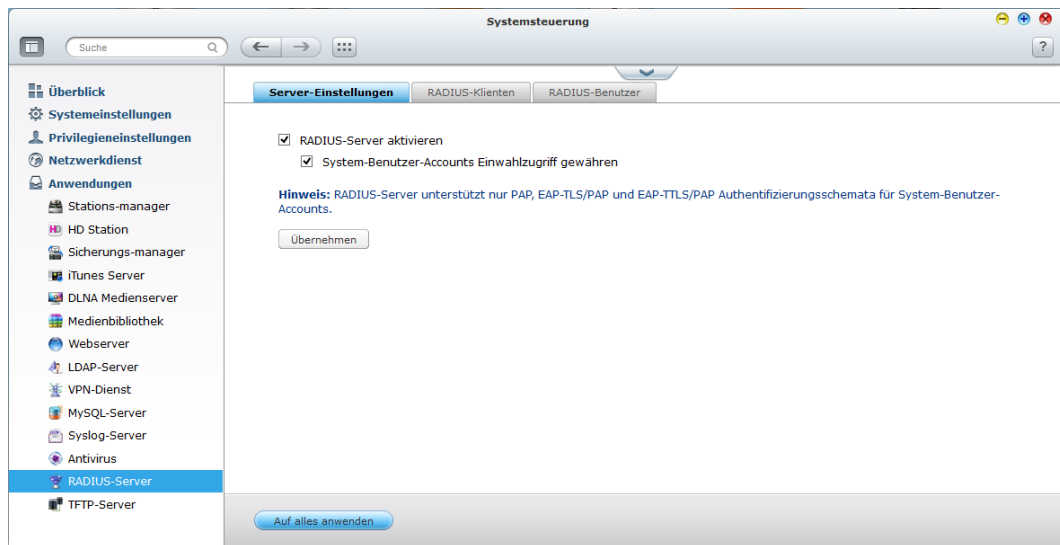 Systemsteuerung
Suche
?
Überblick
Systemeinstellungen
Privilegieneinstellungen
Netzwerkdienst
Anwendungen
Stations-manager
HD HD Station
Sicherungs-manager
iTunes Server
DLNA Medienserver
Medienbibliothek
Webserver
LDAP-Server
VPN-Dienst
MySQL-Server
Syslog-Server
Antivirus
RADIUS-Server
TFTP-Server
Server-Einstellungen
RADIUS-Klienten
RADIUS-Benutzer
RADIUS-Server aktivieren
System-Benutzer-Accounts Einwahlzugriff gewähren
Hinweis: RADIUS-Server unterstützt nur PAP, EAP-TLS/PAP und EAP-TTLS/PAP Authentifizierungsschemata für System-Benutzer-
Accounts.
Übernehmen
Auf alles anwenden